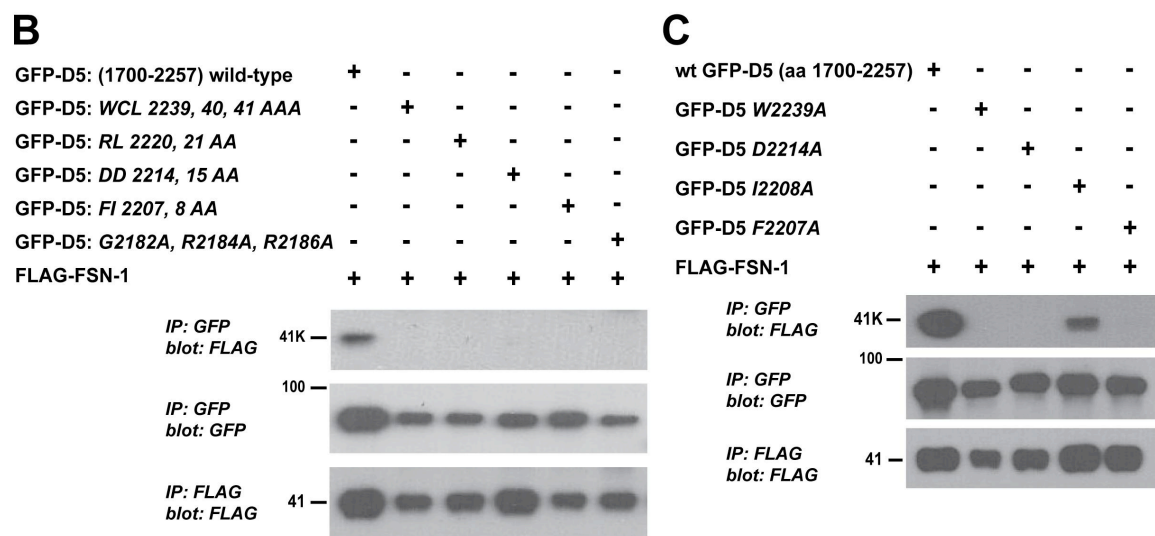 B
GFP-D5: (1700-2257) wild-type + - - - - -
GFP-D5: WCL 2239, 40, 41 AAA - + - - - -
GFP-D5: RL 2220, 21 AA - - + - - -
GFP-D5: DD 2214, 15 AA - - - + - -
GFP-D5: FI 2207, 8 AA - - - - + -
GFP-D5: G2182A, R2184A, R2186A - - - - - +
FLAG-FSN-1 + + + + + +
IP: GFP
blot: FLAG
41K
100
IP: GFP
blot: GFP
IP: FLAG
blot: FLAG
41
C
wt GFP-D5 (aa 1700-2257) + - - - -
GFP-D5 W2239A - + - - -
GFP-D5 D2214A - - + - -
GFP-D5 I2208A - - - + -
GFP-D5 F2207A - - - - +
FLAG-FSN-1 + + + + +
IP: GFP
blot: FLAG
41K
100
IP: GFP
blot: GFP
IP: FLAG
blot: FLAG
41